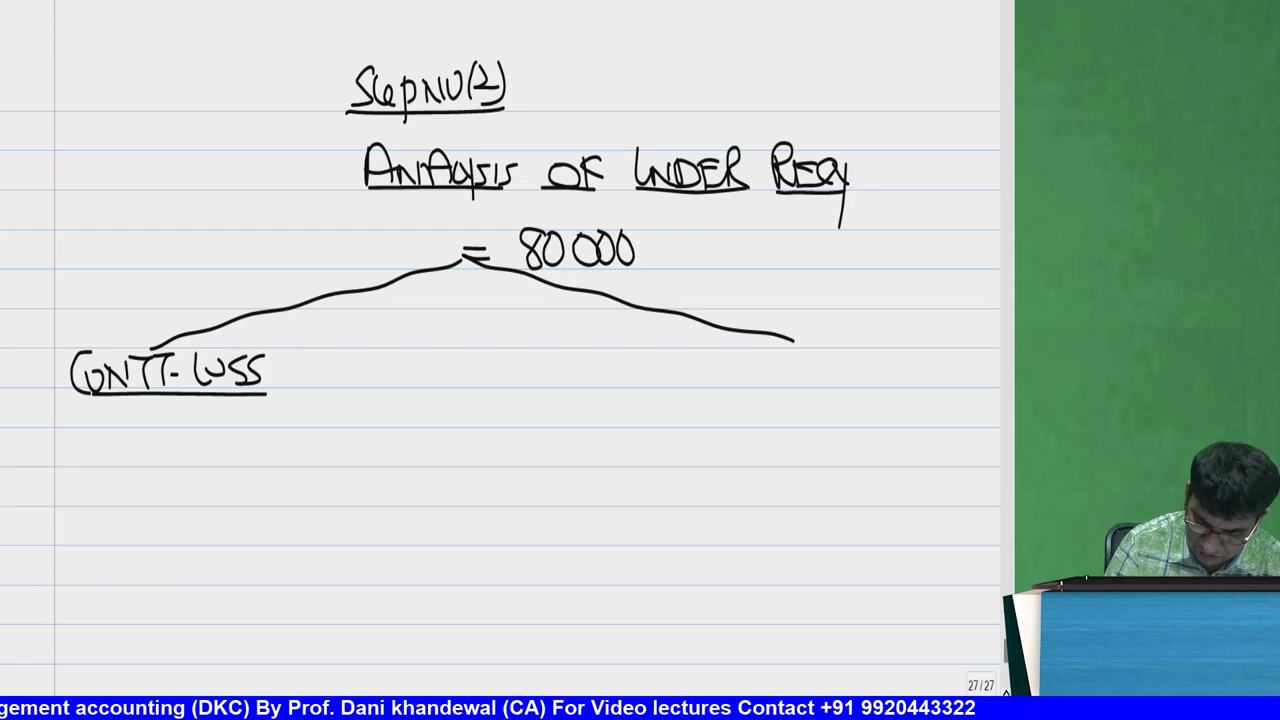 Step NO(2)
ANALYSIS OF UNDER RECY
= 80000
CONTT- LOSS
27/27
gement accounting (DKC) By Prof. Dani khandewal (CA) For Video lectures Contact +91 9920443322